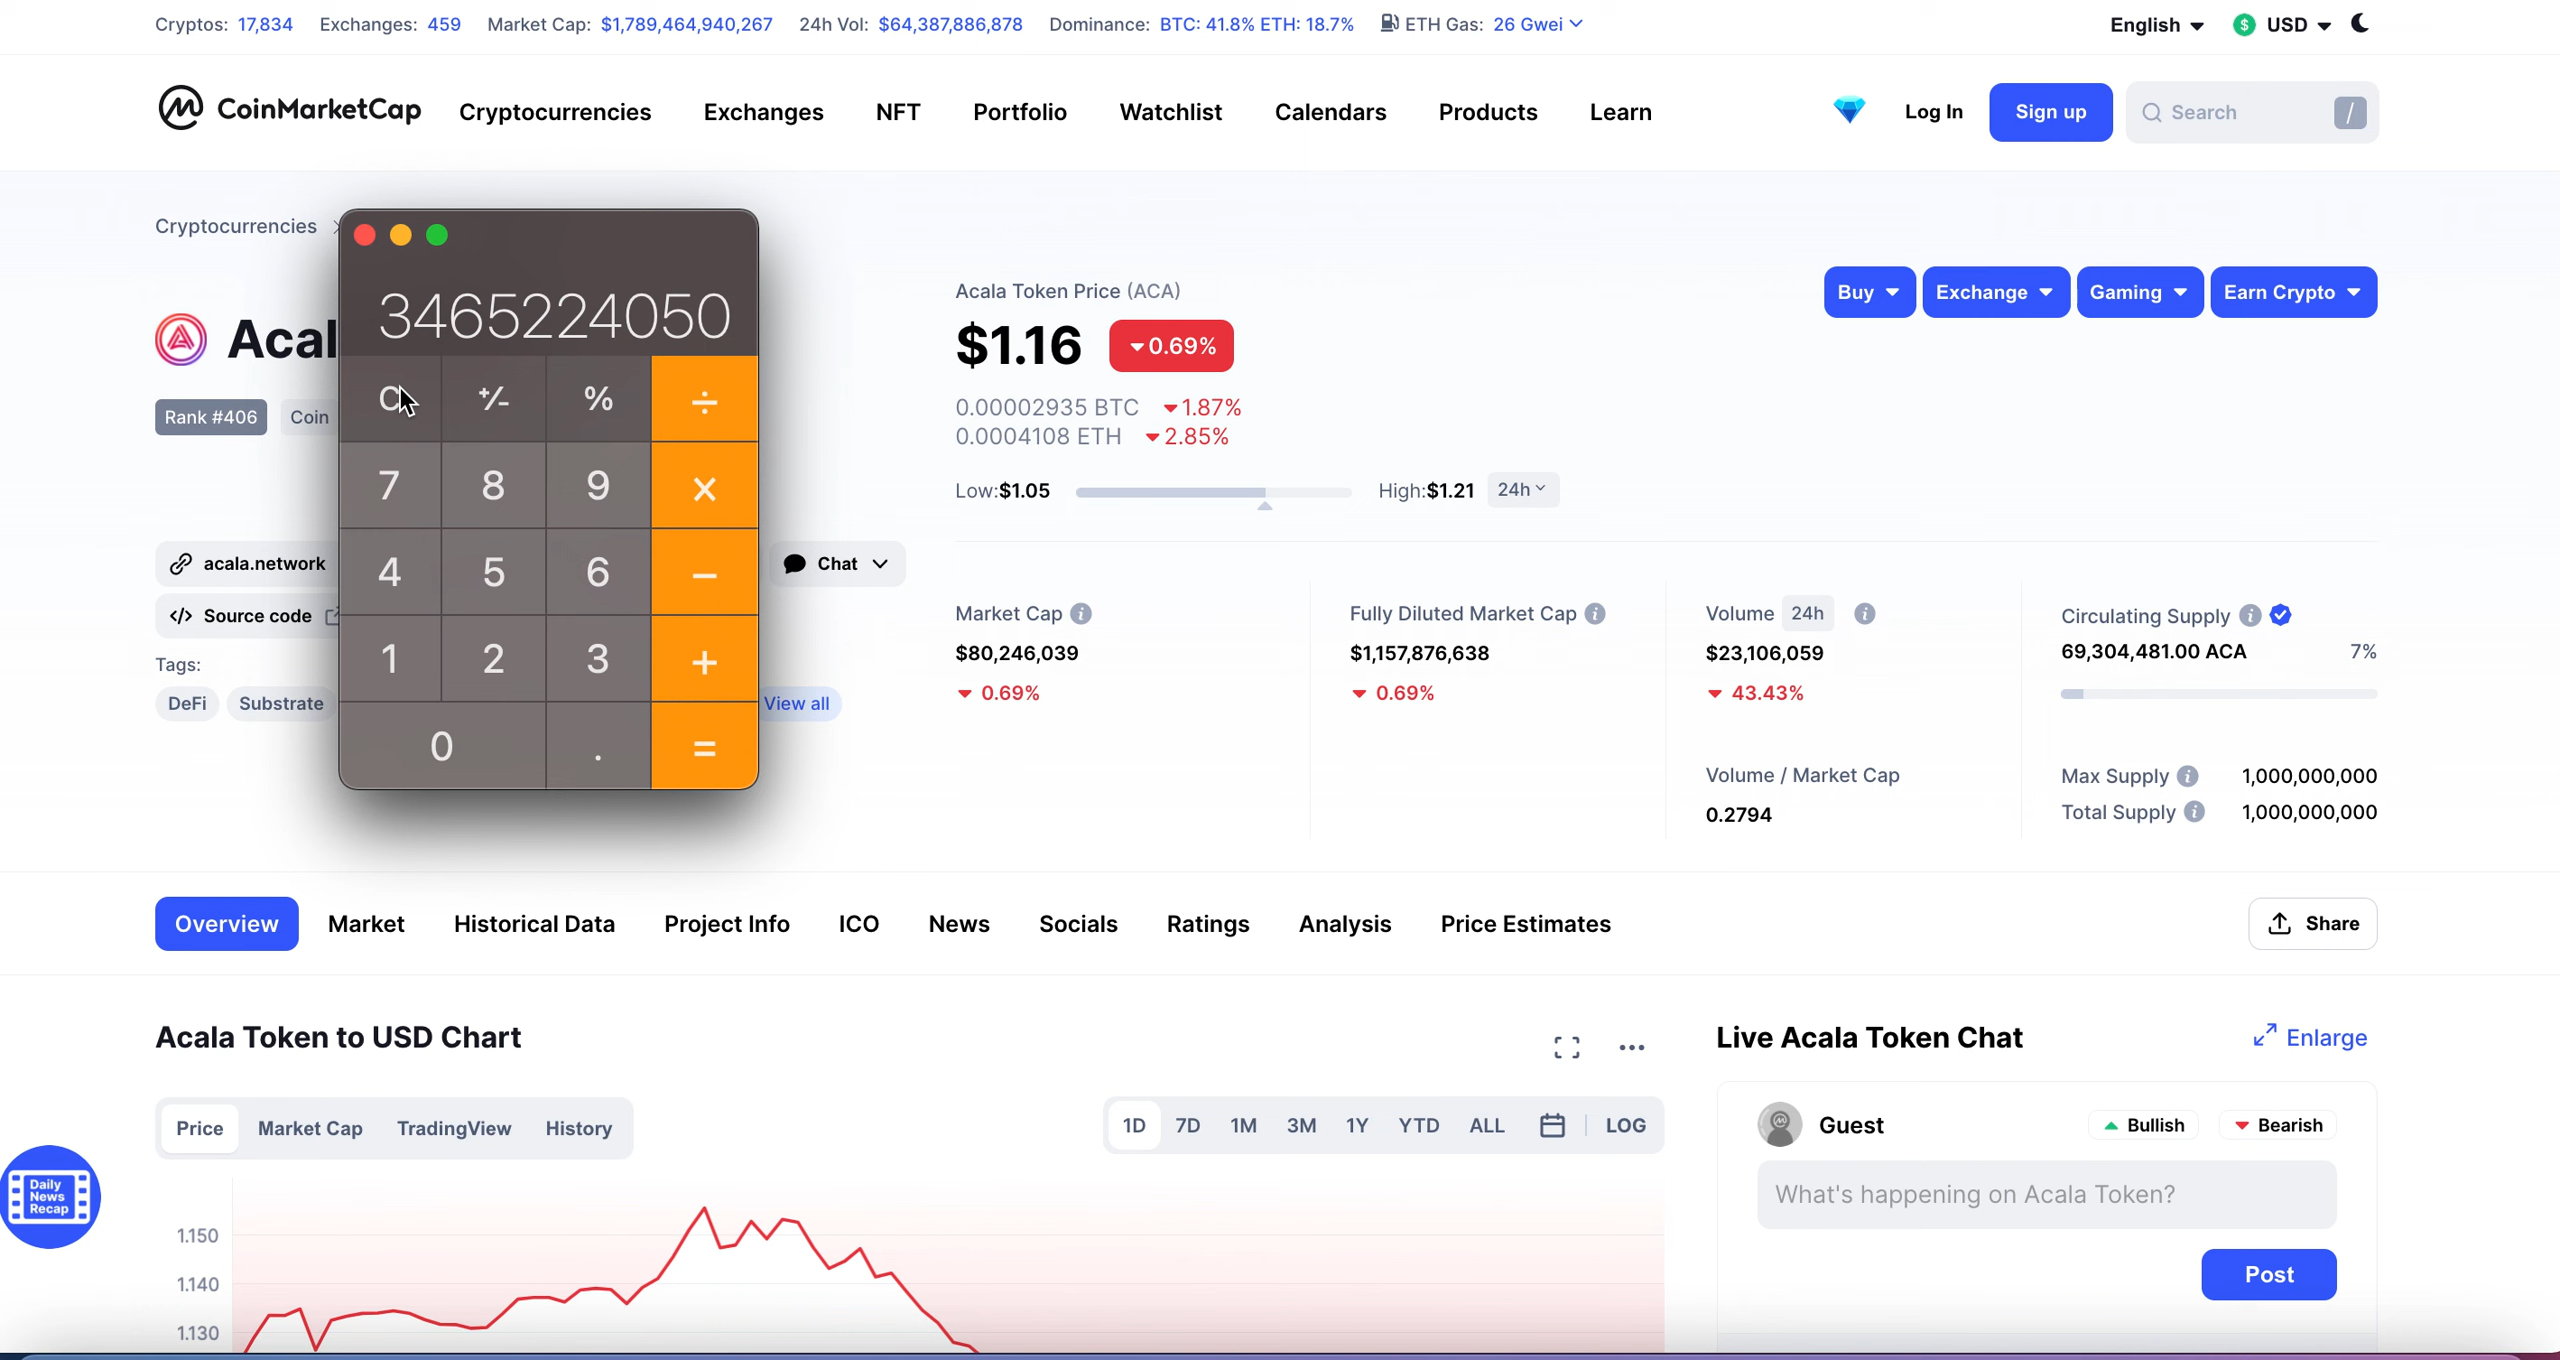 Cryptos: 17,834 Exchanges: 459 Market Cap: $1,789,464,940,267 24h Vol: $64,387,886,878 Dominance: BTC: 41.8% ETH: 18.7% ETH Gas: 26 Gwei English USD
CoinMarketCap Cryptocurrencies Exchanges NFT Portfolio Watchlist Calendars Products Learn Log In Sign up Search /
Cryptocurrencies
3465224050
C +/- % ÷
7 8 9 ×
4 5 6 −
1 2 3 +
0 . =
Acal
Rank #406 Coin
acala.network Chat
Source code
Tags:
DeFi Substrate View all
Acala Token Price (ACA)
$1.16 0.69%
0.00002935 BTC 1.87%
0.0004108 ETH 2.85%
Low:$1.05 High:$1.21 24h
Buy Exchange Gaming Earn Crypto
Market Cap
$80,246,039
0.69%
Fully Diluted Market Cap
$1,157,876,638
0.69%
Volume 24h
$23,106,059
43.43%
Volume / Market Cap
0.2794
Circulating Supply
69,304,481.00 ACA 7%
Max Supply 1,000,000,000
Total Supply 1,000,000,000
Overview Market Historical Data Project Info ICO News Socials Ratings Analysis Price Estimates Share
Acala Token to USD Chart
Price Market Cap TradingView History 1D 7D 1M 3M 1Y YTD ALL LOG
1.150
1.140
1.130
Daily
News
Recap
Live Acala Token Chat Enlarge
Guest Bullish Bearish
What's happening on Acala Token?
Post